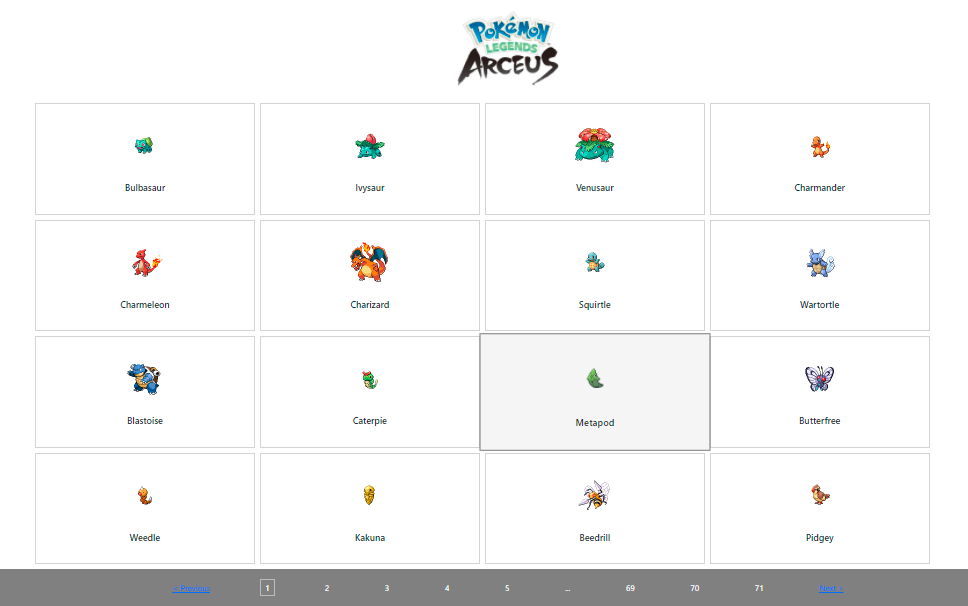 POKéMON
LEGENDS
ARCEUS
Bulbasaur
Ivysaur
Venusaur
Charmander
Charmeleon
Charizard
Squirtle
Wartortle
Blastoise
Caterpie
Metapod
Butterfree
Weedle
Kakuna
Beedrill
Pidgey
< Previous 1 2 3 4 5 ... 69 70 71 Next >